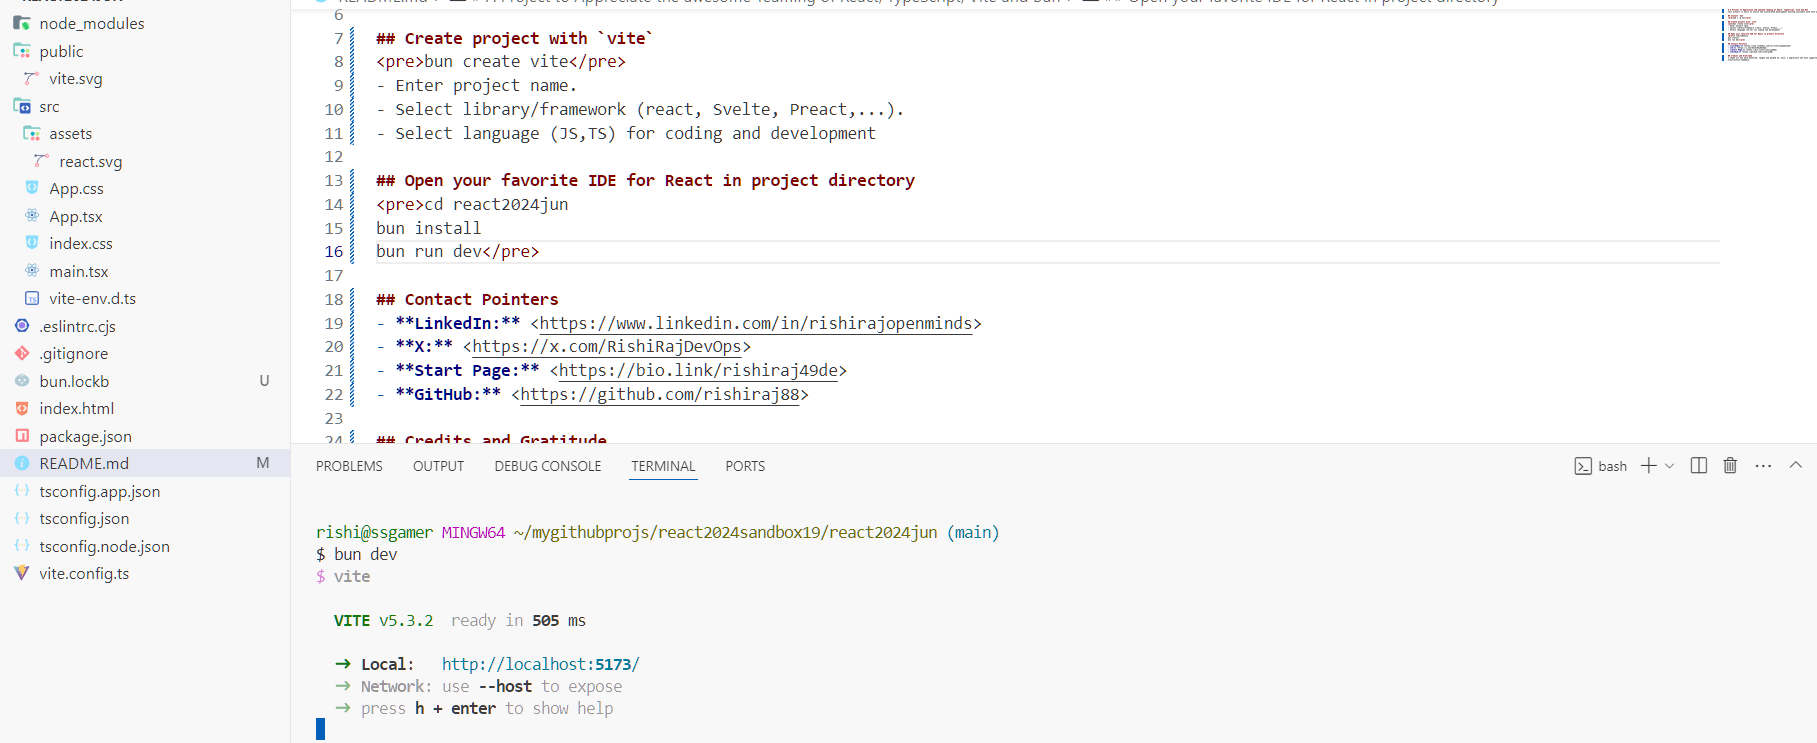 node_modules
public
vite.svg
src
assets
react.svg
App.css
App.tsx
index.css
main.tsx
vite-env.d.ts
.eslintrc.cjs
.gitignore
bun.lockb U
index.html
package.json
README.md M
tsconfig.app.json
tsconfig.json
tsconfig.node.json
vite.config.ts
6
7 ## Create project with `vite`
8 <pre>bun create vite</pre>
9 - Enter project name.
10 - Select library/framework (react, Svelte, Preact,...).
11 - Select language (JS,TS) for coding and development
12
13 ## Open your favorite IDE for React in project directory
14 <pre>cd react2024jun
15 bun install
16 bun run dev</pre>
17
18 ## Contact Pointers
19 - **LinkedIn:** <https://www.linkedin.com/in/rishirajopenminds>
20 - **X:** <https://x.com/RishiRajDevOps>
21 - **Start Page:** <https://bio.link/rishiraj49de>
22 - **GitHub:** <https://github.com/rishiraj88>
23
24 ## Credits and Gratitude
PROBLEMS OUTPUT DEBUG CONSOLE TERMINAL PORTS bash
rishi@ssgamer MINGW64 ~/mygithubprojs/react2024sandbox19/react2024jun (main)
$ bun dev
$ vite
VITE v5.3.2 ready in 505 ms
➜ Local: http://localhost:5173/
➜ Network: use --host to expose
➜ press h + enter to show help